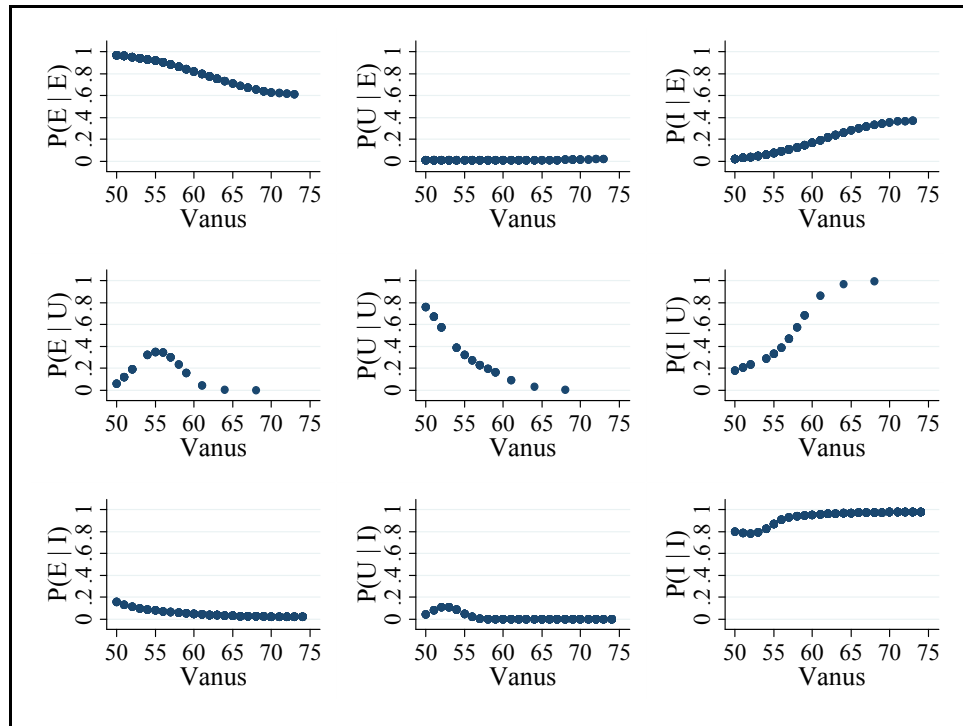 P(E | E)
0 .2 .4 .6 .8 1
50 55 60 65 70 75
Vanus
P(U | E)
0 .2 .4 .6 .8 1
50 55 60 65 70 75
Vanus
P(I | E)
0 .2 .4 .6 .8 1
50 55 60 65 70 75
Vanus
P(E | U)
0 .2 .4 .6 .8 1
50 55 60 65 70 75
Vanus
P(U | U)
0 .2 .4 .6 .8 1
50 55 60 65 70 75
Vanus
P(I | U)
0 .2 .4 .6 .8 1
50 55 60 65 70 75
Vanus
P(E | I)
0 .2 .4 .6 .8 1
50 55 60 65 70 75
Vanus
P(U | I)
0 .2 .4 .6 .8 1
50 55 60 65 70 75
Vanus
P(I | I)
0 .2 .4 .6 .8 1
50 55 60 65 70 75
Vanus